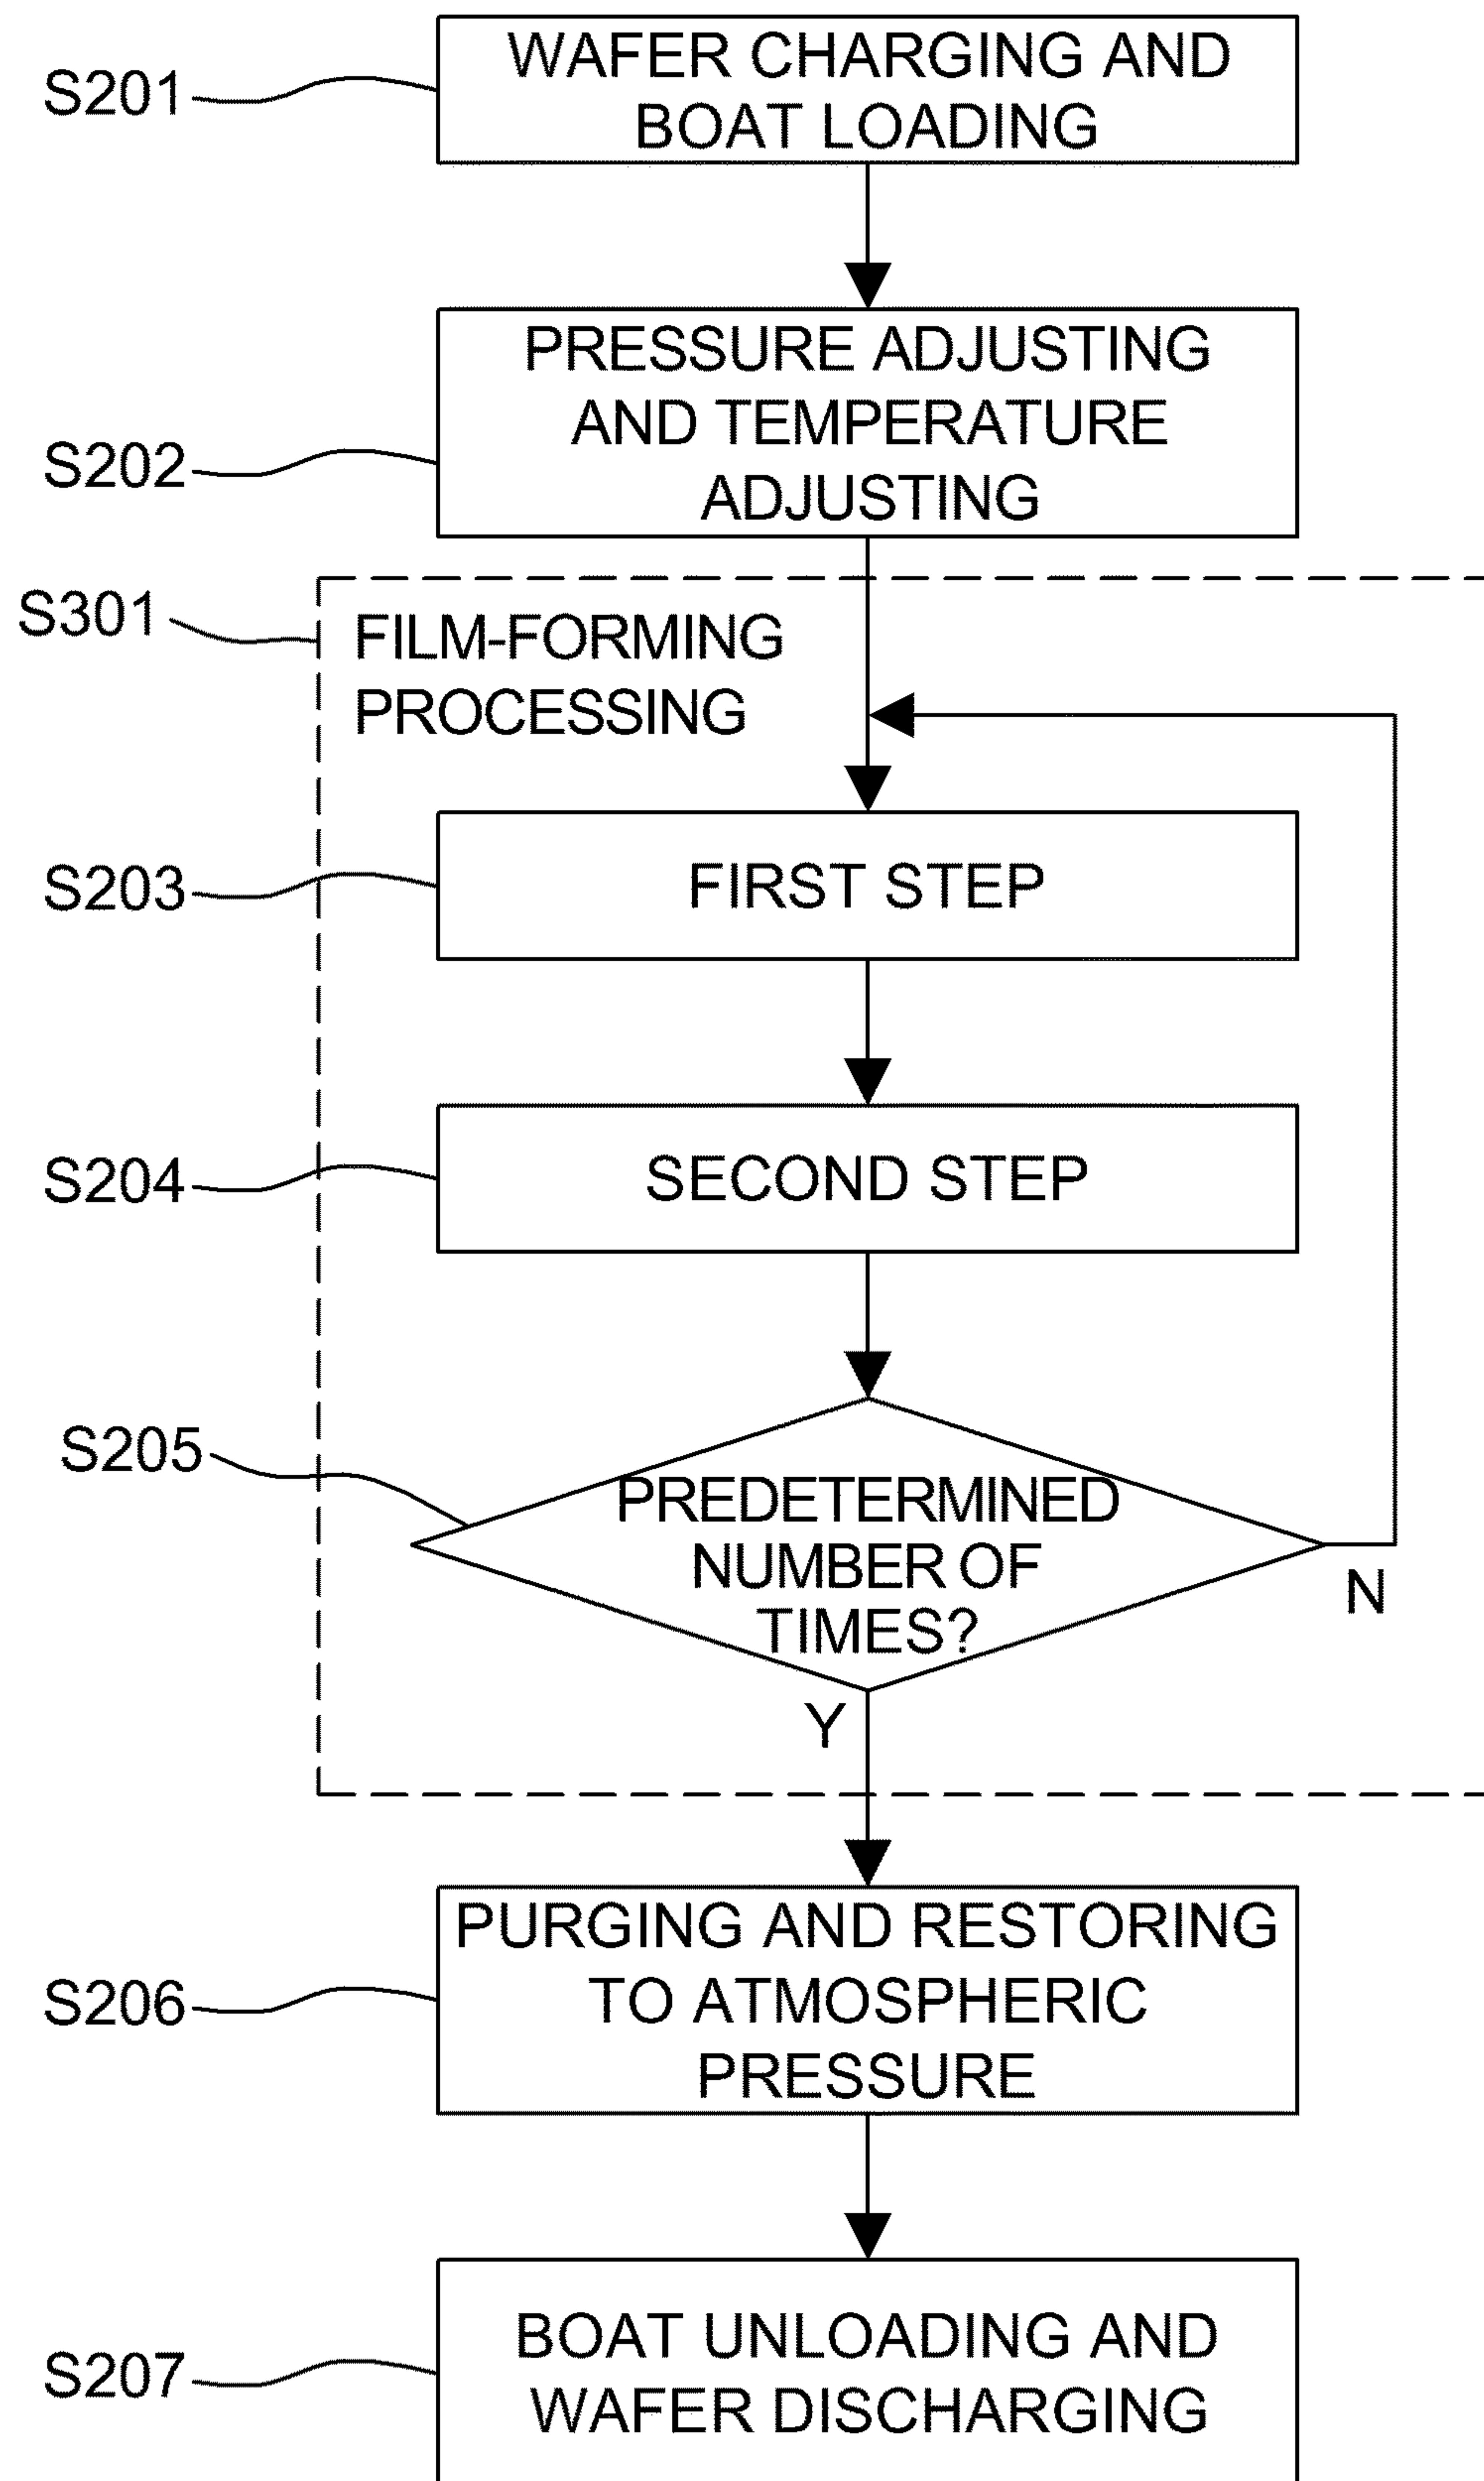 S201
WAFER CHARGING AND
BOAT LOADING
S202
PRESSURE ADJUSTING
AND TEMPERATURE
ADJUSTING
S301
FILM-FORMING
PROCESSING
S203
FIRST STEP
S204
SECOND STEP
S205
PREDETERMINED
NUMBER OF
TIMES?
N
Y
S206
PURGING AND RESTORING
TO ATMOSPHERIC
PRESSURE
S207
BOAT UNLOADING AND
WAFER DISCHARGING